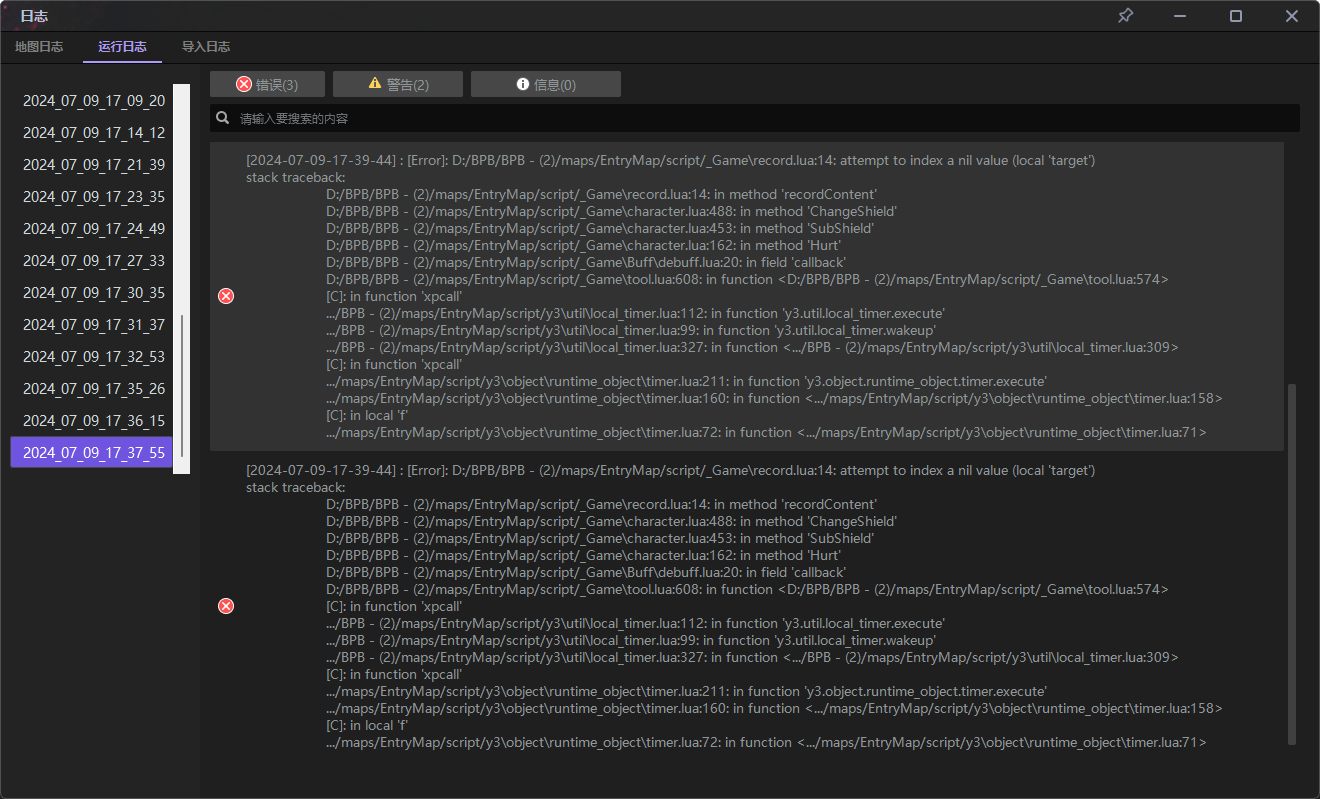 日志
地图日志 运行日志 导入日志
错误(3) 警告(2) 信息(0)
请输入要搜索的内容
2024_07_09_17_09_20
2024_07_09_17_14_12
2024_07_09_17_21_39
2024_07_09_17_23_35
2024_07_09_17_24_49
2024_07_09_17_27_33
2024_07_09_17_30_35
2024_07_09_17_31_37
2024_07_09_17_32_53
2024_07_09_17_35_26
2024_07_09_17_36_15
2024_07_09_17_37_55
[2024-07-09-17-39-44] : [Error]: D:/BPB/BPB - (2)/maps/EntryMap/script/_Game\record.lua:14: attempt to index a nil value (local 'target')
stack traceback:
D:/BPB/BPB - (2)/maps/EntryMap/script/_Game\record.lua:14: in method 'recordContent'
D:/BPB/BPB - (2)/maps/EntryMap/script/_Game\character.lua:488: in method 'ChangeShield'
D:/BPB/BPB - (2)/maps/EntryMap/script/_Game\character.lua:453: in method 'SubShield'
D:/BPB/BPB - (2)/maps/EntryMap/script/_Game\character.lua:162: in method 'Hurt'
D:/BPB/BPB - (2)/maps/EntryMap/script/_Game\Buff\debuff.lua:20: in field 'callback'
D:/BPB/BPB - (2)/maps/EntryMap/script/_Game\tool.lua:608: in function <D:/BPB/BPB - (2)/maps/EntryMap/script/_Game\tool.lua:574>
[C]: in function 'xpcall'
.../BPB - (2)/maps/EntryMap/script/y3\util\local_timer.lua:112: in function 'y3.util.local_timer.execute'
.../BPB - (2)/maps/EntryMap/script/y3\util\local_timer.lua:99: in function 'y3.util.local_timer.wakeup'
.../BPB - (2)/maps/EntryMap/script/y3\util\local_timer.lua:327: in function <.../BPB - (2)/maps/EntryMap/script/y3\util\local_timer.lua:309>
[C]: in function 'xpcall'
.../maps/EntryMap/script/y3\object\runtime_object\timer.lua:211: in function 'y3.object.runtime_object.timer.execute'
.../maps/EntryMap/script/y3\object\runtime_object\timer.lua:160: in function <.../maps/EntryMap/script/y3\object\runtime_object\timer.lua:158>
[C]: in local 'f'
.../maps/EntryMap/script/y3\object\runtime_object\timer.lua:72: in function <.../maps/EntryMap/script/y3\object\runtime_object\timer.lua:71>
[2024-07-09-17-39-44] : [Error]: D:/BPB/BPB - (2)/maps/EntryMap/script/_Game\record.lua:14: attempt to index a nil value (local 'target')
stack traceback:
D:/BPB/BPB - (2)/maps/EntryMap/script/_Game\record.lua:14: in method 'recordContent'
D:/BPB/BPB - (2)/maps/EntryMap/script/_Game\character.lua:488: in method 'ChangeShield'
D:/BPB/BPB - (2)/maps/EntryMap/script/_Game\character.lua:453: in method 'SubShield'
D:/BPB/BPB - (2)/maps/EntryMap/script/_Game\character.lua:162: in method 'Hurt'
D:/BPB/BPB - (2)/maps/EntryMap/script/_Game\Buff\debuff.lua:20: in field 'callback'
D:/BPB/BPB - (2)/maps/EntryMap/script/_Game\tool.lua:608: in function <D:/BPB/BPB - (2)/maps/EntryMap/script/_Game\tool.lua:574>
[C]: in function 'xpcall'
.../BPB - (2)/maps/EntryMap/script/y3\util\local_timer.lua:112: in function 'y3.util.local_timer.execute'
.../BPB - (2)/maps/EntryMap/script/y3\util\local_timer.lua:99: in function 'y3.util.local_timer.wakeup'
.../BPB - (2)/maps/EntryMap/script/y3\util\local_timer.lua:327: in function <.../BPB - (2)/maps/EntryMap/script/y3\util\local_timer.lua:309>
[C]: in function 'xpcall'
.../maps/EntryMap/script/y3\object\runtime_object\timer.lua:211: in function 'y3.object.runtime_object.timer.execute'
.../maps/EntryMap/script/y3\object\runtime_object\timer.lua:160: in function <.../maps/EntryMap/script/y3\object\runtime_object\timer.lua:158>
[C]: in local 'f'
.../maps/EntryMap/script/y3\object\runtime_object\timer.lua:72: in function <.../maps/EntryMap/script/y3\object\runtime_object\timer.lua:71>